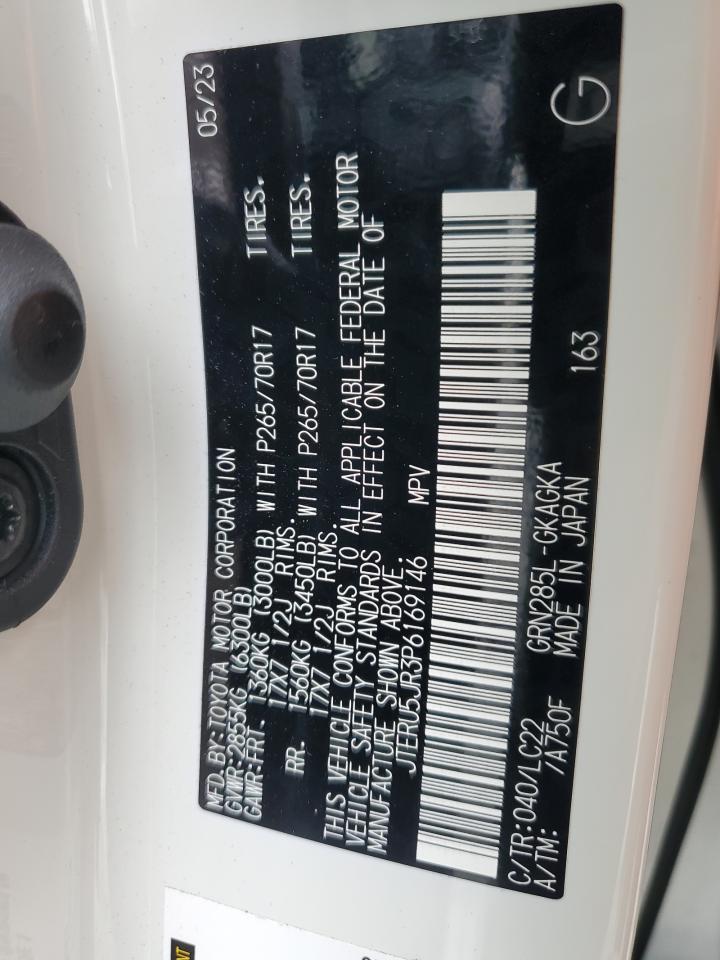 MFD. BY: TOYOTA MOTOR CORPORATION 05/23
GVWR: 2855KG (6300LB)
GAWR: FRT. 1360KG (3000LB) WITH P265/70R17 TIRES.
17X7 1/2J RIMS.
RR. 1560KG (3450LB) WITH P265/70R17 TIRES.
17X7 1/2J RIMS.
THIS VEHICLE CONFORMS TO ALL APPLICABLE FEDERAL MOTOR
VEHICLE SAFETY STANDARDS IN EFFECT ON THE DATE OF
MANUFACTURE SHOWN ABOVE.
JTERU5JR3P6169146 MPV
C/TR: 040/LC22 GRN285L-GKAGKA 163 G
A/TM: /A750F MADE IN JAPAN